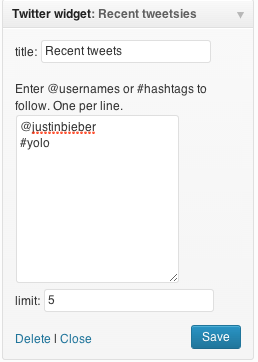 Twitter widget: Recent tweetsies
title: Recent tweets
Enter @usernames or #hashtags to
follow. One per line.
@justinbieber
#yolo
limit: 5
Delete | Close Save